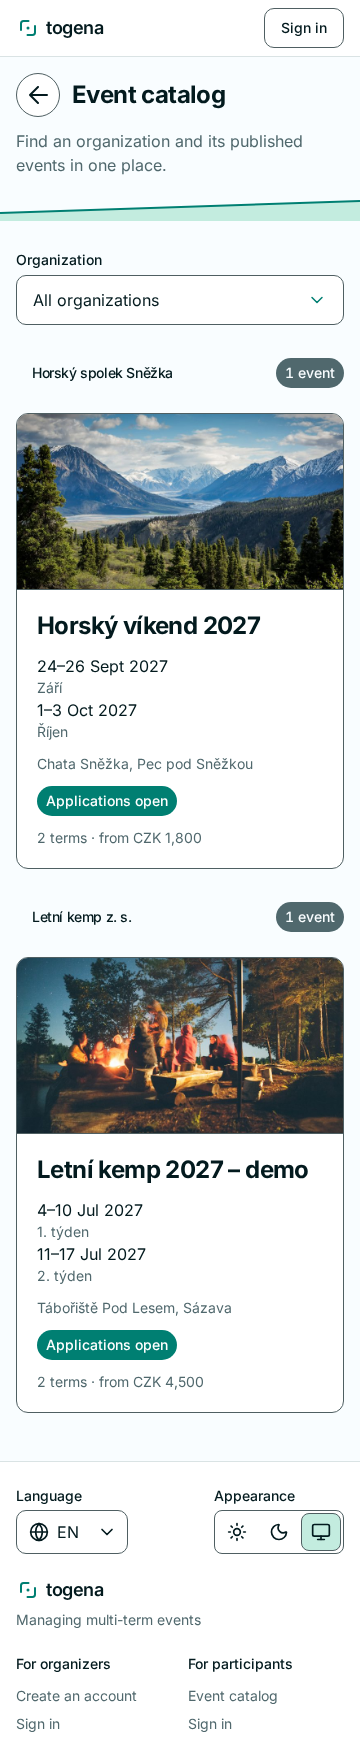 togena
Sign in
Event catalog
Find an organization and its published
events in one place.
Organization
All organizations
Horský spolek Sněžka
1 event
Horský víkend 2027
24–26 Sept 2027
Září
1–3 Oct 2027
Říjen
Chata Sněžka, Pec pod Sněžkou
Applications open
2 terms · from CZK 1,800
Letní kemp z. s.
1 event
Letní kemp 2027 – demo
4–10 Jul 2027
1. týden
11–17 Jul 2027
2. týden
Tábořiště Pod Lesem, Sázava
Applications open
2 terms · from CZK 4,500
Language
Appearance
EN
togena
Managing multi-term events
For organizers
For participants
Create an account
Event catalog
Sign in
Sign in